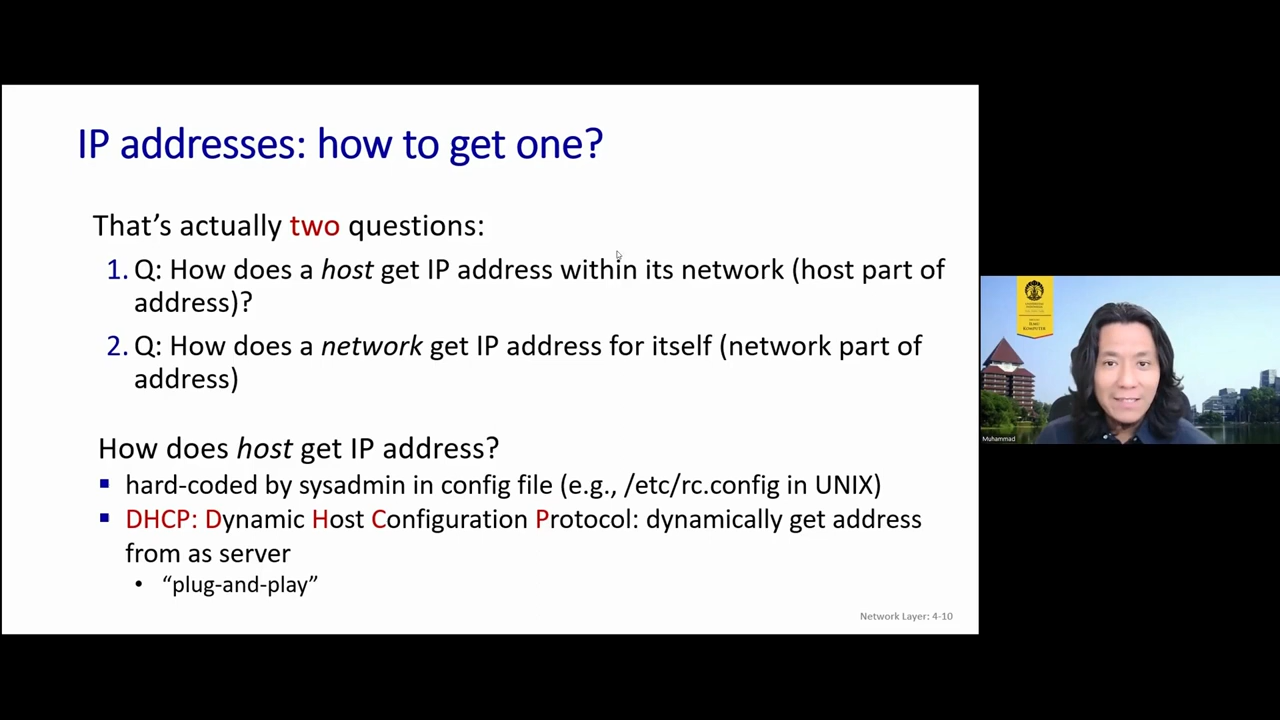 IP addresses: how to get one?
That’s actually two questions:
1. Q: How does a host get IP address within its network (host part of
address)?
2. Q: How does a network get IP address for itself (network part of
address)
How does host get IP address?
▪ hard-coded by sysadmin in config file (e.g., /etc/rc.config in UNIX)
▪ DHCP: Dynamic Host Configuration Protocol: dynamically get address
from as server
• “plug-and-play”
Network Layer: 4-10
ILMU
KOMPUTER
Muhammad